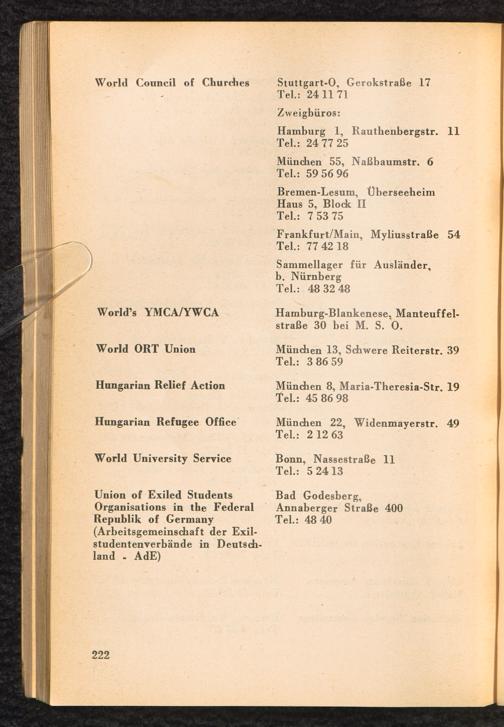 World Council of Churches
Stuttgart-O, Gerokstraße 17
Tel.: 24 11 71
Zweigbüros:
Hamburg 1, Rauthenbergstr. 11
Tel.: 24 77 25
München 55, Naßbaumstr. 6
Tel.: 59 56 96
Bremen-Lesum, Überseeheim
Haus 5, Block II
Tel.: 7 53 75
Frankfurt/Main, Myliusstraße 54
Tel.: 77 42 18
Sammellager für Ausländer,
b. Nürnberg
Tel.: 48 32 48
World's YMCA/YWCA
Hamburg-Blankenese, Manteuffel-
straße 30 bei M. S. O.
World ORT Union
München 13, Schwere Reiterstr. 39
Tel.: 3 86 59
Hungarian Relief Action
München 8, Maria-Theresia-Str. 19
Tel.: 45 86 98
Hungarian Refugee Office
München 22, Widenmayerstr. 49
Tel.: 2 12 63
World University Service
Bonn, Nassestraße 11
Tel.: 5 24 13
Union of Exiled Students
Organisations in the Federal
Republik of Germany
(Arbeitsgemeinschaft der Exil-
studentenverbände in Deutsch-
land - AdE)
Bad Godesberg,
Annaberger Straße 400
Tel.: 48 40
222